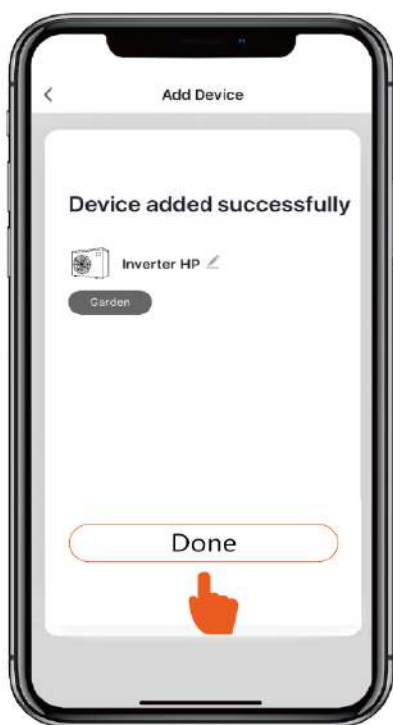 Add Device
Device added successfully
Inverter HP
Garden
Done